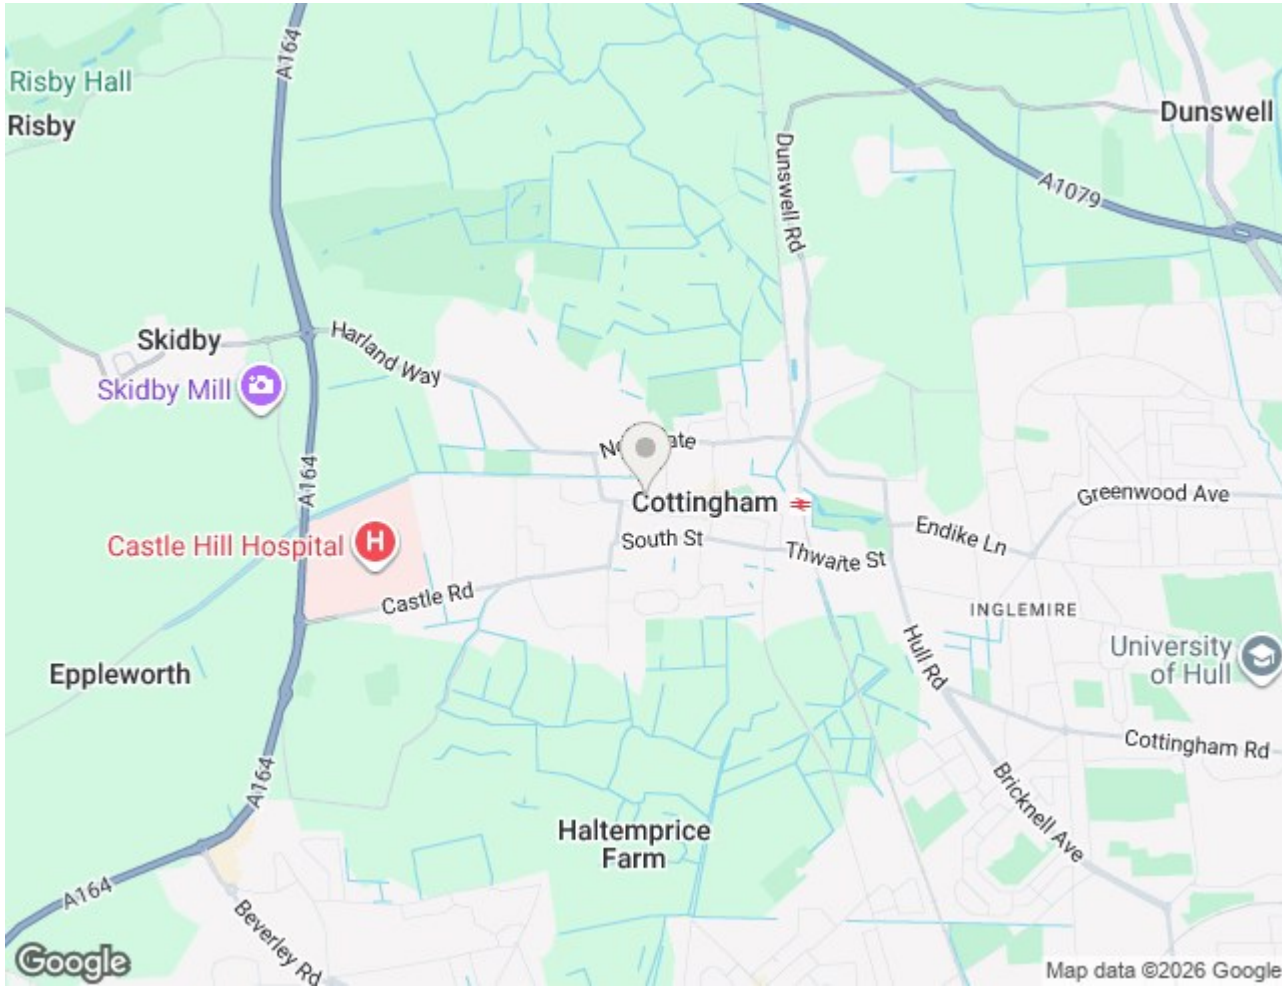 A164
Risby Hall
Risby
Dunswell
Dunswell Rd
A1079
Skidby
Harland Way
Skidby Mill
A164
Cottingham
Greenwood Ave
South St
Endike Ln
Castle Hill Hospital
H
Thwaite St
Castle Rd
INGLEMIRE
Hull Rd
University
of Hull
Eppleworth
Cottingham Rd
A164
Bricknell Ave
Haltemprice
Farm
A164
Beverley Rd
Google
Map data ©2026 Google